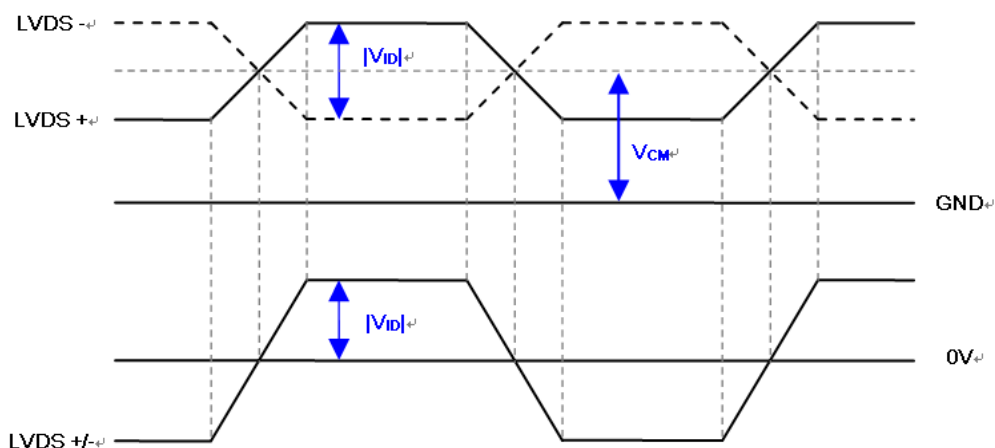 LVDS -↵
|VID|↵
LVDS +↵
VCM↵
GND↵
|VID|↵
0V↵
LVDS +/-↵